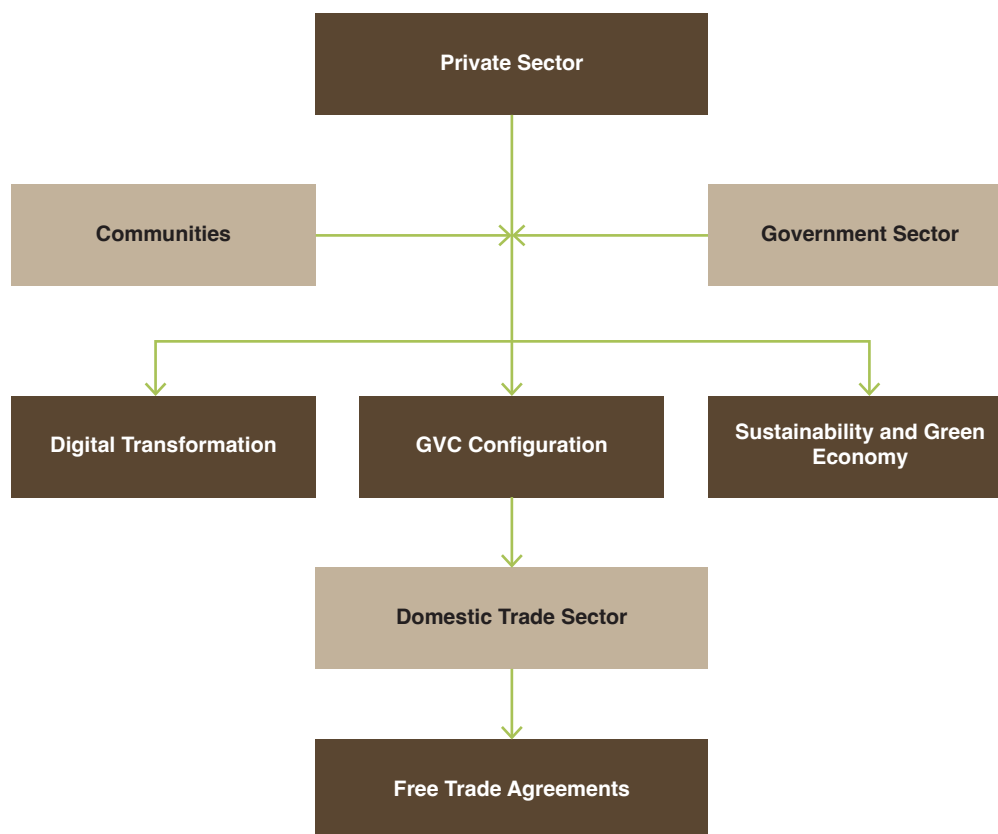 Private Sector
Communities
Government Sector
Digital Transformation
GVC Configuration
Sustainability and Green
Economy
Domestic Trade Sector
Free Trade Agreements